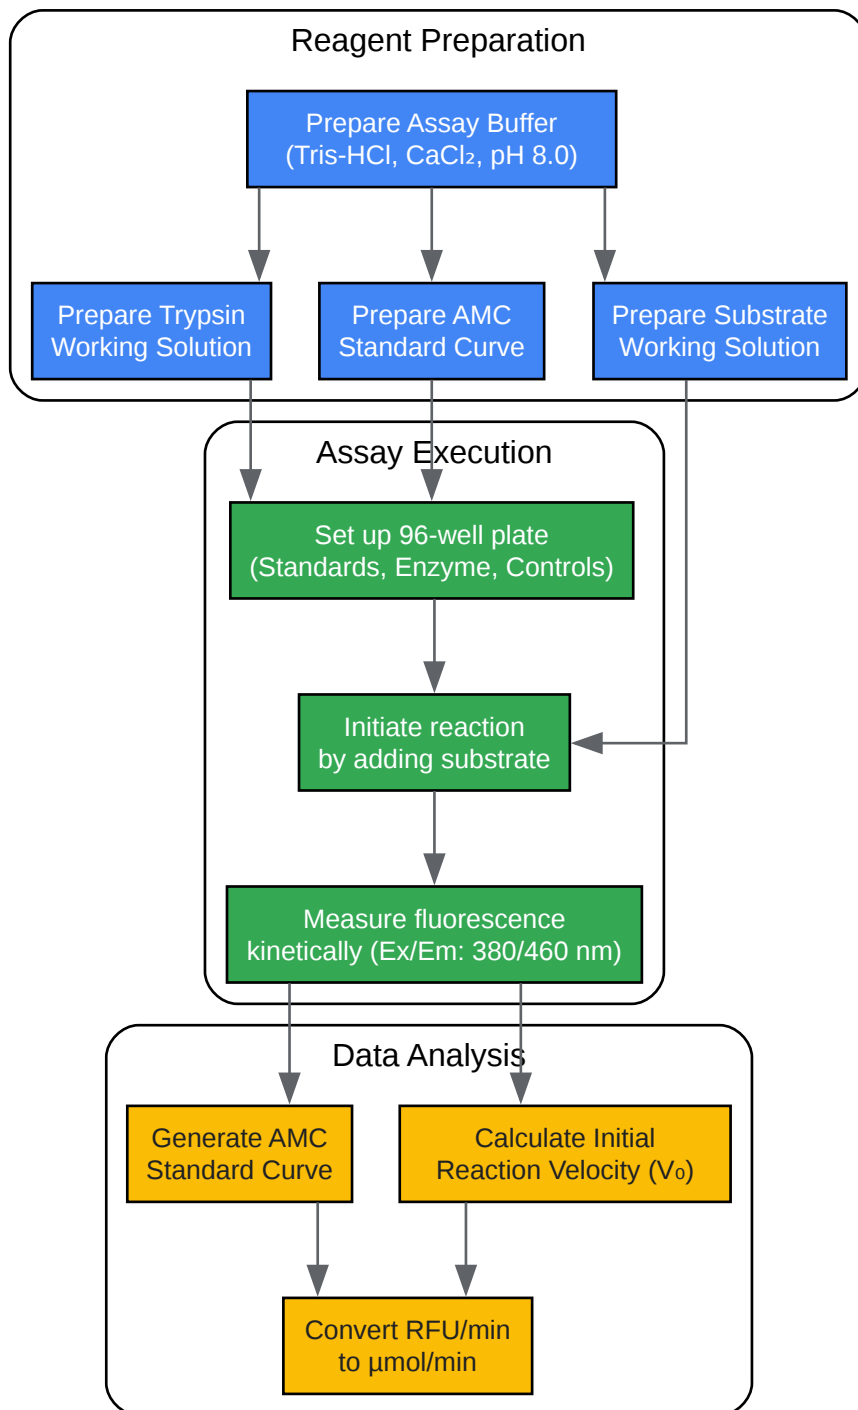 Reagent Preparation
Prepare Assay Buffer
(Tris-HCl, CaCl₂, pH 8.0)
Prepare Trypsin
Working Solution
Prepare AMC
Standard Curve
Prepare Substrate
Working Solution
Assay Execution
Set up 96-well plate
(Standards, Enzyme, Controls)
Initiate reaction
by adding substrate
Measure fluorescence
kinetically (Ex/Em: 380/460 nm)
Data Analysis
Generate AMC
Standard Curve
Calculate Initial
Reaction Velocity (V₀)
Convert RFU/min
to µmol/min